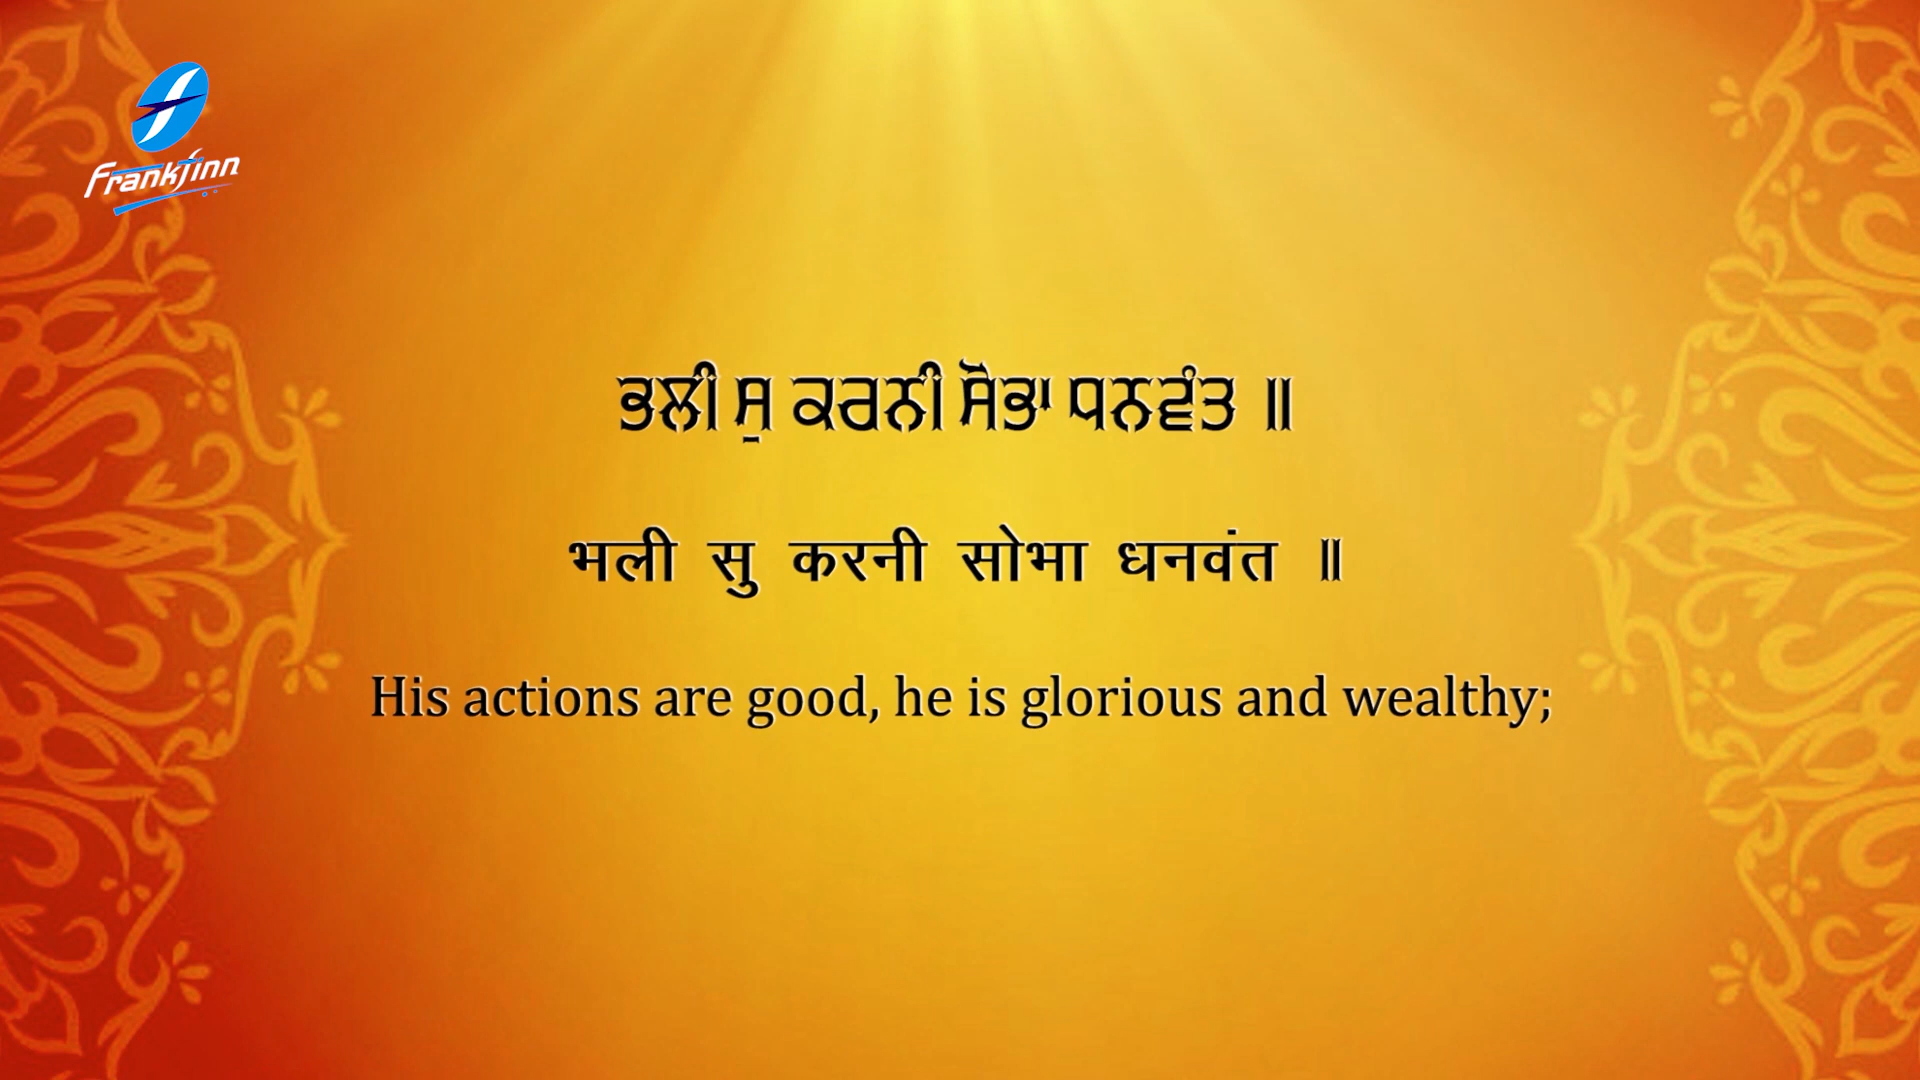 Frankfinn
ਭਲੀ ਸੁ ਕਰਨੀ ਸੋਭਾ ਧਨਵੰਤ ॥
भली सु करनी सोभा धनवंत ॥
His actions are good, he is glorious and wealthy;